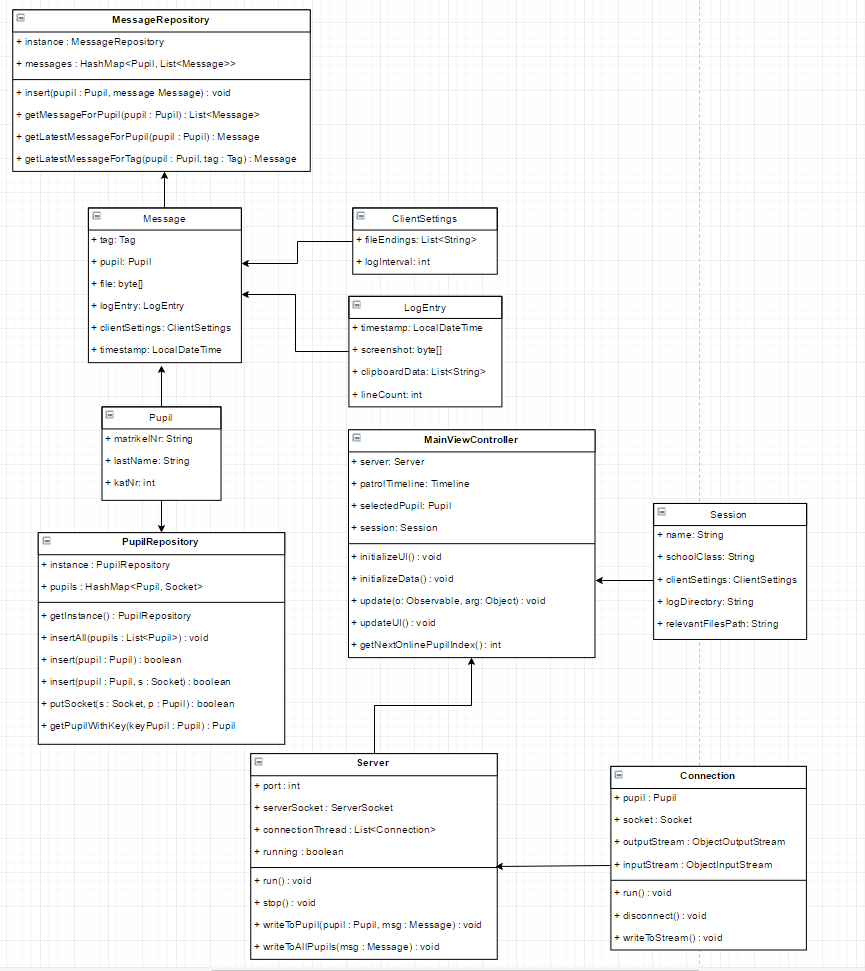 MessageRepository
+ instance : MessageRepository
+ messages : HashMap<Pupil, List<Message>>
+ insert(pupil : Pupil, message Message) : void
+ getMessageForPupil(pupil : Pupil) : List<Message>
+ getLatestMessageForPupil(pupil : Pupil) : Message
+ getLatestMessageForTag(pupil : Pupil, tag : Tag) : Message
Message
+ tag: Tag
+ pupil: Pupil
+ file: byte[]
+ logEntry: LogEntry
+ clientSettings: ClientSettings
+ timestamp: LocalDateTime
ClientSettings
+ fileEndings: List<String>
+ logInterval: int
LogEntry
+ timestamp: LocalDateTime
+ screenshot: byte[]
+ clipboardData: List<String>
+ lineCount: int
Pupil
+ matrikelNr: String
+ lastName: String
+ katNr: int
MainViewController
+ server: Server
+ patrolTimeline: Timeline
+ selectedPupil: Pupil
+ session: Session
+ initializeUI() : void
+ initializeData() : void
+ update(o: Observable, arg: Object) : void
+ updateUI() : void
+ getNextOnlinePupilIndex() : int
Session
+ name: String
+ schoolClass: String
+ clientSettings: ClientSettings
+ logDirectory: String
+ relevantFilesPath: String
PupilRepository
+ instance : PupilRepository
+ pupils : HashMap<Pupil, Socket>
+ getInstance() : PupilRepository
+ insertAll(pupils : List<Pupil>) : void
+ insert(pupil : Pupil) : boolean
+ insert(pupil : Pupil, s : Socket) : boolean
+ putSocket(s : Socket, p : Pupil) : boolean
+ getPupilWithKey(keyPupil : Pupil) : Pupil
Server
+ port : int
+ serverSocket : ServerSocket
+ connectionThread : List<Connection>
+ running : boolean
+ run() : void
+ stop() : void
+ writeToPupil(pupil : Pupil, msg : Message) : void
+ writeToAllPupils(msg : Message) : void
Connection
+ pupil : Pupil
+ socket : Socket
+ outputStream : ObjectOutputStream
+ inputStream : ObjectInputStream
+ run() : void
+ disconnect() : void
+ writeToStream() : void